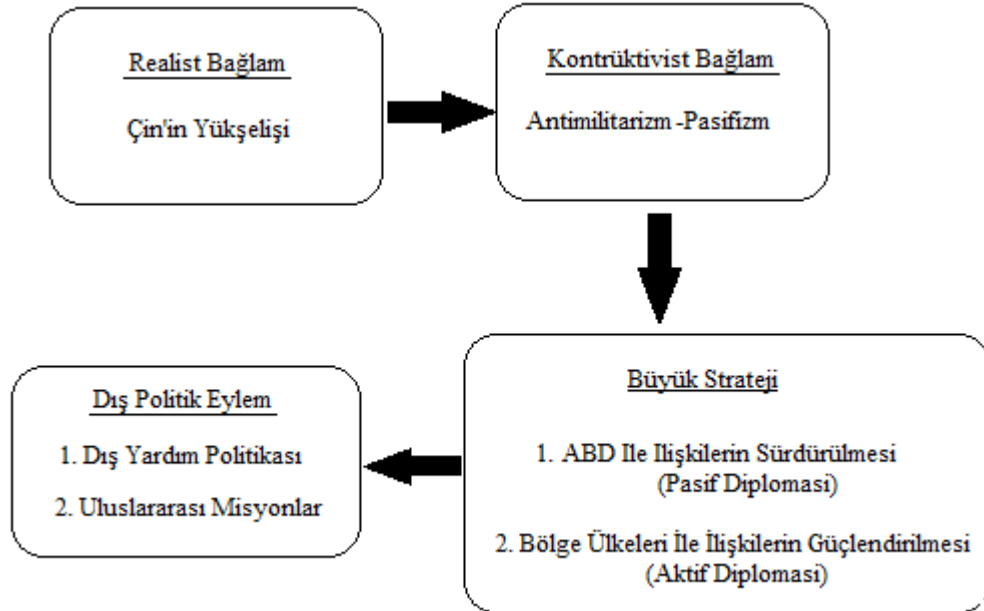 Realist Bağlam
Çin'in Yükşelişi
Kontrüktivist Bağlam
Antimilitarizm -Pasifizm
Büyük Strateji
1. ABD Ile Ilişkilerin Sürdürülmesi
(Pasif Diplomasi)
2. Bölge Ülkeleri İle İlişkilerin Güçlendirilmesi
(Aktif Diplomasi)
Dış Politik Eylem
1. Dış Yardım Politikası
2. Uluslararası Misyonlar